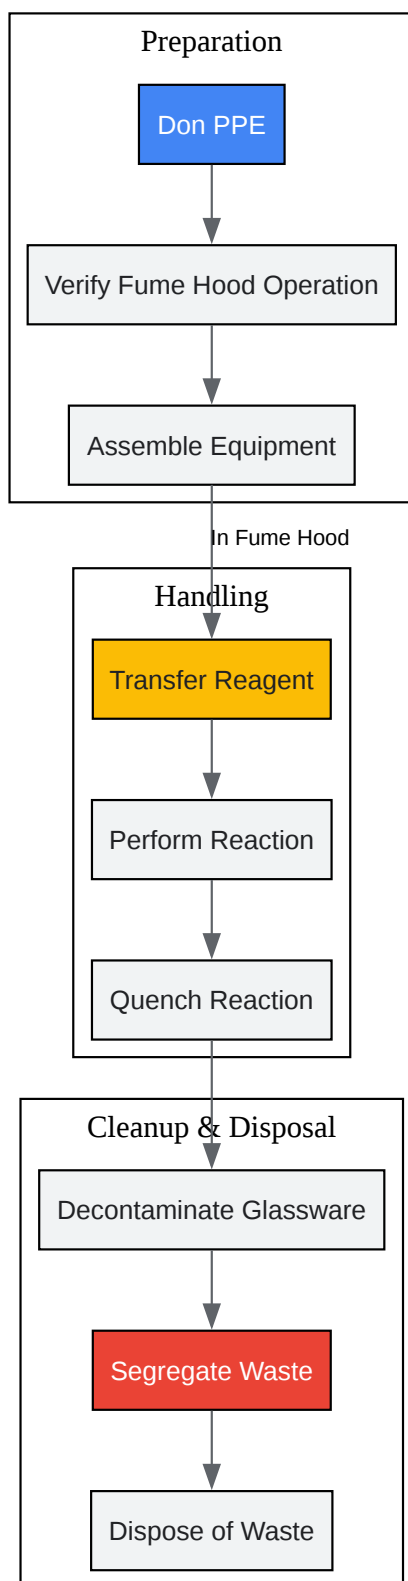 Preparation
Don PPE
Verify Fume Hood Operation
Assemble Equipment
In Fume Hood
Handling
Transfer Reagent
Perform Reaction
Quench Reaction
Cleanup & Disposal
Decontaminate Glassware
Segregate Waste
Dispose of Waste